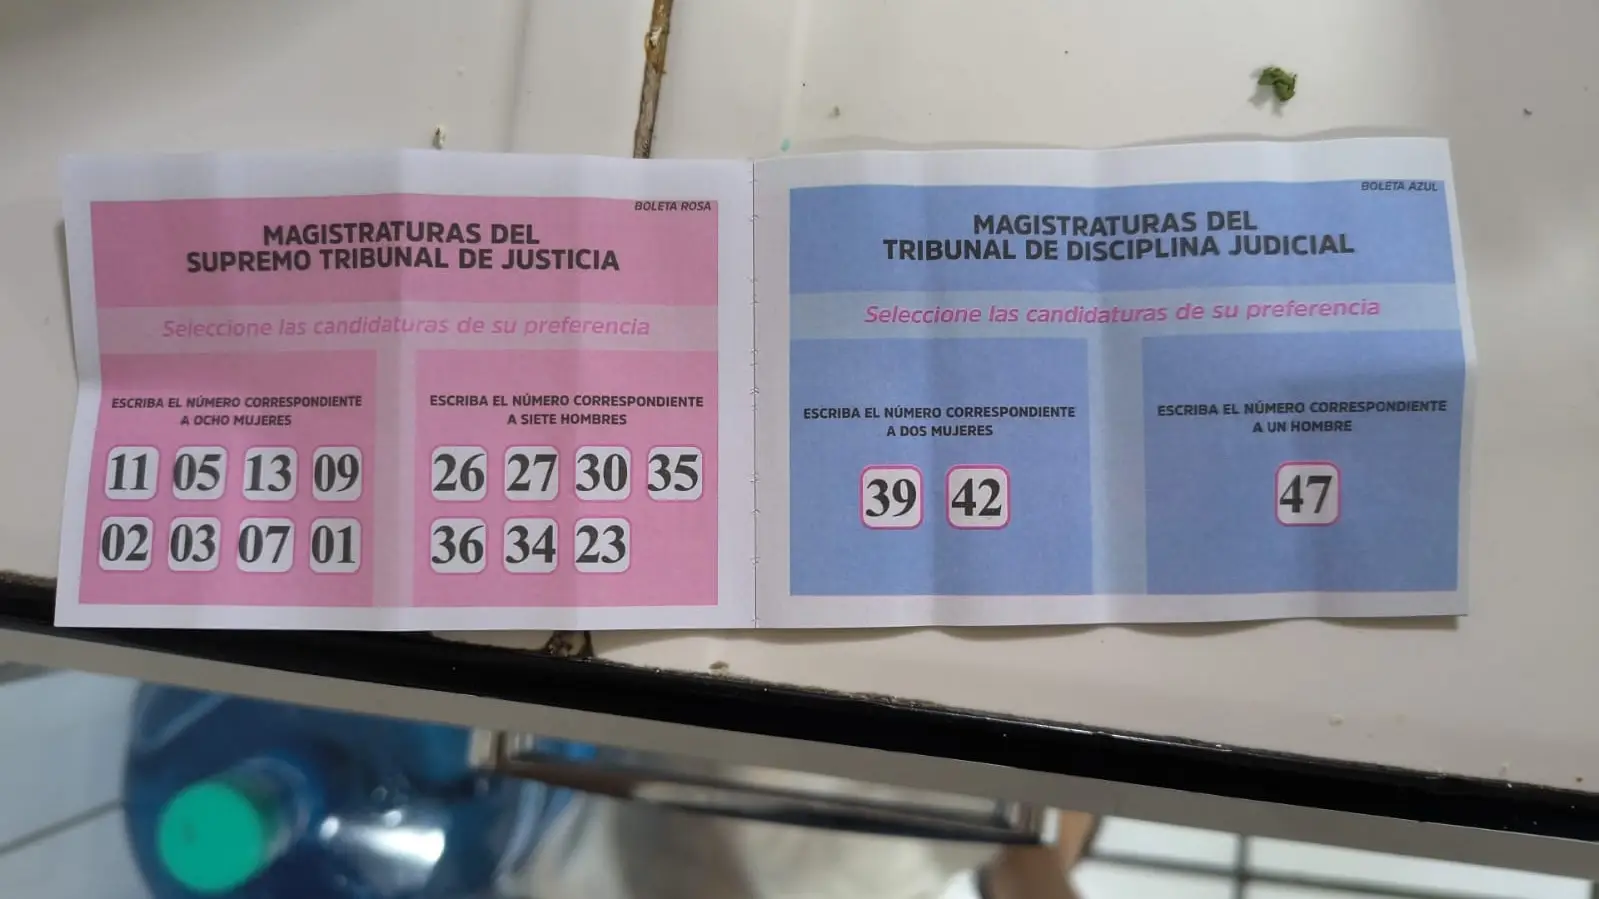 BOLETA ROSA
MAGISTRATURAS DEL
SUPREMO TRIBUNAL DE JUSTICIA
Seleccione las candidaturas de su preferencia
ESCRIBA EL NÚMERO CORRESPONDIENTE
A OCHO MUJERES
11 05 13 09
02 03 07 01
ESCRIBA EL NÚMERO CORRESPONDIENTE
A SIETE HOMBRES
26 27 30 35
36 34 23
BOLETA AZUL
MAGISTRATURAS DEL
TRIBUNAL DE DISCIPLINA JUDICIAL
Seleccione las candidaturas de su preferencia
ESCRIBA EL NÚMERO CORRESPONDIENTE
A DOS MUJERES
39 42
ESCRIBA EL NÚMERO CORRESPONDIENTE
A UN HOMBRE
47